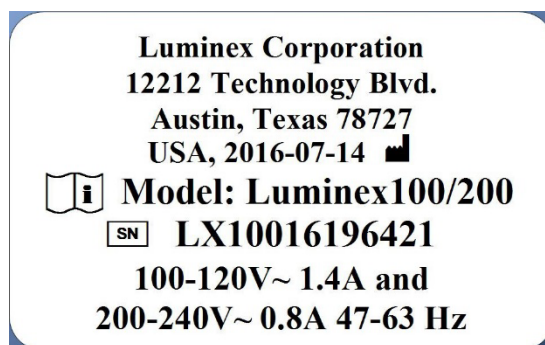 Luminex Corporation
12212 Technology Blvd.
Austin, Texas 78727
USA, 2016-07-14
i Model: Luminex100/200
SN LX10016196421
100-120V~ 1.4A and
200-240V~ 0.8A 47-63 Hz